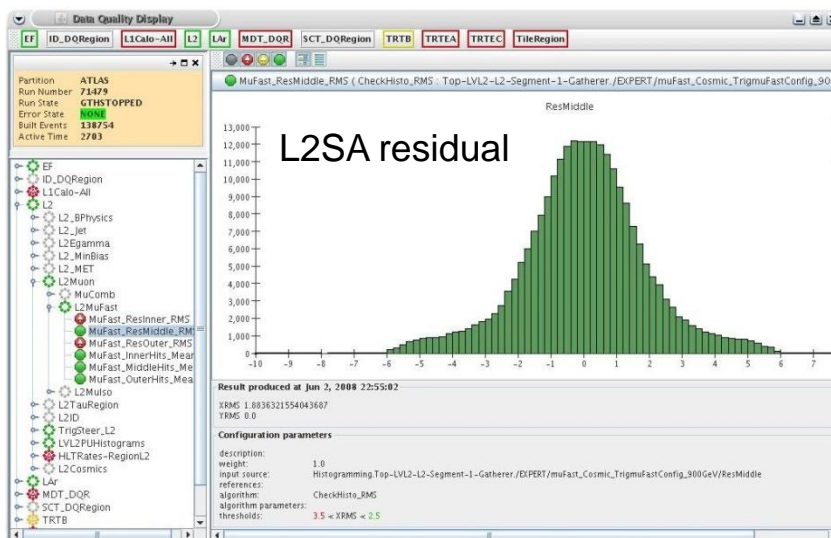 Data Quality Display
EF ID_DQRegion L1Calo-All L2 LAr MDT_DQR SCT_DQRegion TRTB TRTEA TRTEC TileRegion
Partition ATLAS
Run Number 71479
Run State GTHSTOPPED
Error State NONE
Built Events 138754
Active Time 2703
EF
ID_DQRegion
L1Calo-All
L2
L2_BPhysics
L2_Jet
L2Egamma
L2_MinBias
L2_MET
L2Muon
MuComb
L2MuFast
MuFast_ResInner_RMS
MuFast_ResMiddle_RM
MuFast_ResOuter_RMS
MuFast_InnerHits_Mear
MuFast_MiddleHits_Me
MuFast_OuterHits_Mea
L2MuIso
L2TauRegion
L2ID
TrigSteer_L2
LVL2PUHistograms
HLTRates-RegionL2
L2Cosmics
LAr
MDT_DQR
SCT_DQRegion
TRTB
MuFast_ResMiddle_RMS ( CheckHisto_RMS : Top-LVL2-L2-Segment-1-Gatherer./EXPERT/muFast_Cosmic_TrigmuFastConfig_90
ResMiddle
L2SA residual
13,000
12,000
11,000
10,000
9,000
8,000
7,000
6,000
5,000
4,000
3,000
2,000
1,000
0
-10 -9 -8 -7 -6 -5 -4 -3 -2 -1 0 1 2 3 4 5 6 7
Result produced at Jun 2, 2008 22:55:02
XRMS 1.8836321554043687
YRMS 0.0
Configuration parameters
description:
weight: 1.0
input source: Histogramming.Top-LVL2-L2-Segment-1-Gatherer./EXPERT/muFast_Cosmic_TrigmuFastConfig_900GeV/ResMiddle
references:
algorithm: CheckHisto_RMS
algorithm parameters:
thresholds: 3.5 < XRMS < 2.5